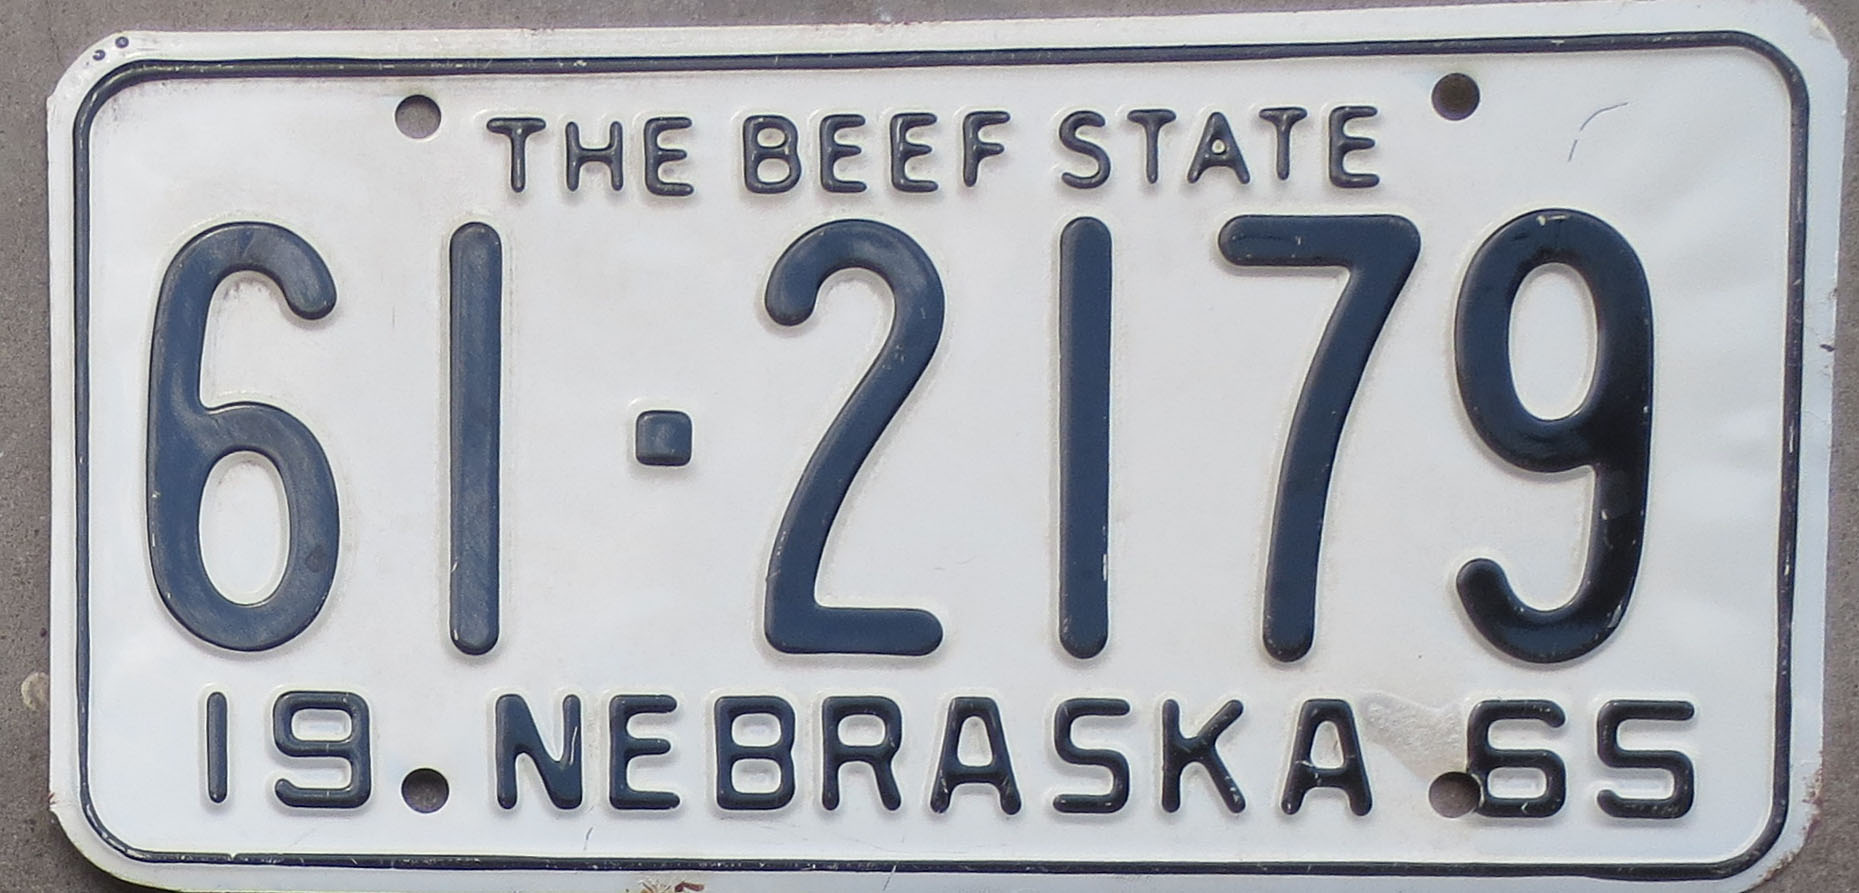 THE BEEF STATE
61·2179
19 NEBRASKA 65